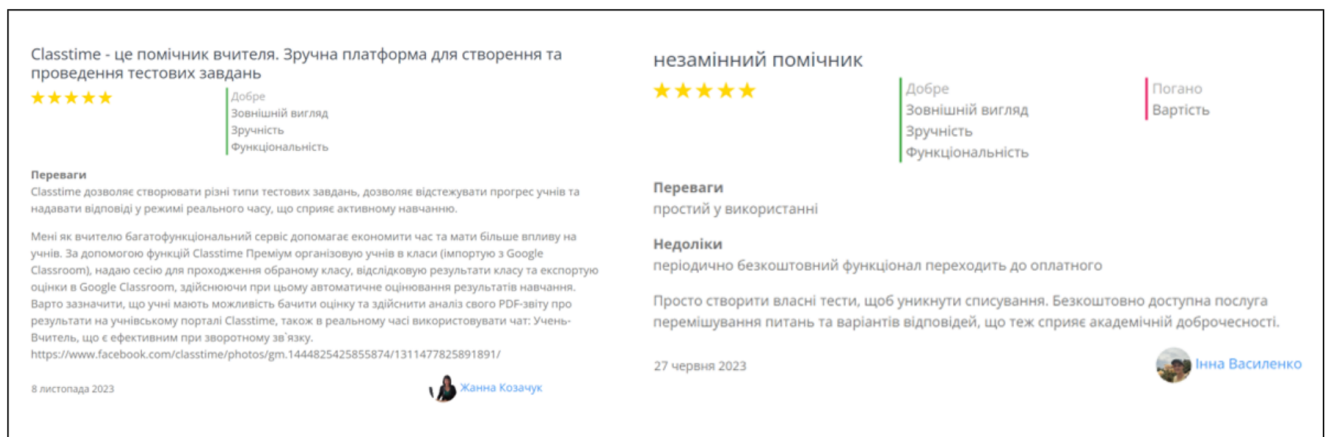 Classtime - це помічник вчителя. Зручна платформа для створення та
проведення тестових завдань
Добре
Зовнішній вигляд
Зручність
Функціональність
Переваги
Classtime дозволяє створювати різні типи тестових завдань, дозволяє відстежувати прогрес учнів та
надавати відповіді у режимі реального часу, що сприяє активному навчанню.
Мені як вчителю багатофункціональний сервіс допомагає економити час та мати більше впливу на
учнів. За допомогою функцій Classtime Преміум організовую учнів в класи (імпортую з Google
Classroom), надаю сесію для проходження обраному класу, відслідковую результати класу та експортую
оцінки в Google Classroom, здійснюючи при цьому автоматичне оцінювання результатів навчання.
Варто зазначити, що учні мають можливість бачити оцінку та здійснити аналіз свого PDF-звіту про
результати на учнівському порталі Classtime, також в реальному часі використовувати чат: Учень-
Вчитель, що є ефективним при зворотному зв`язку.
https://www.facebook.com/classtime/photos/gm.1444825425855874/1311477825891891/
8 листопада 2023
Жанна Козачук
незамінний помічник
Добре
Зовнішній вигляд
Зручність
Функціональність
Погано
Вартість
Переваги
простий у використанні
Недоліки
періодично безкоштовний функціонал переходить до оплатного
Просто створити власні тести, щоб уникнути списування. Безкоштовно доступна послуга
перемішування питань та варіантів відповідей, що теж сприяє академічній доброчесності.
27 червня 2023
Інна Василенко